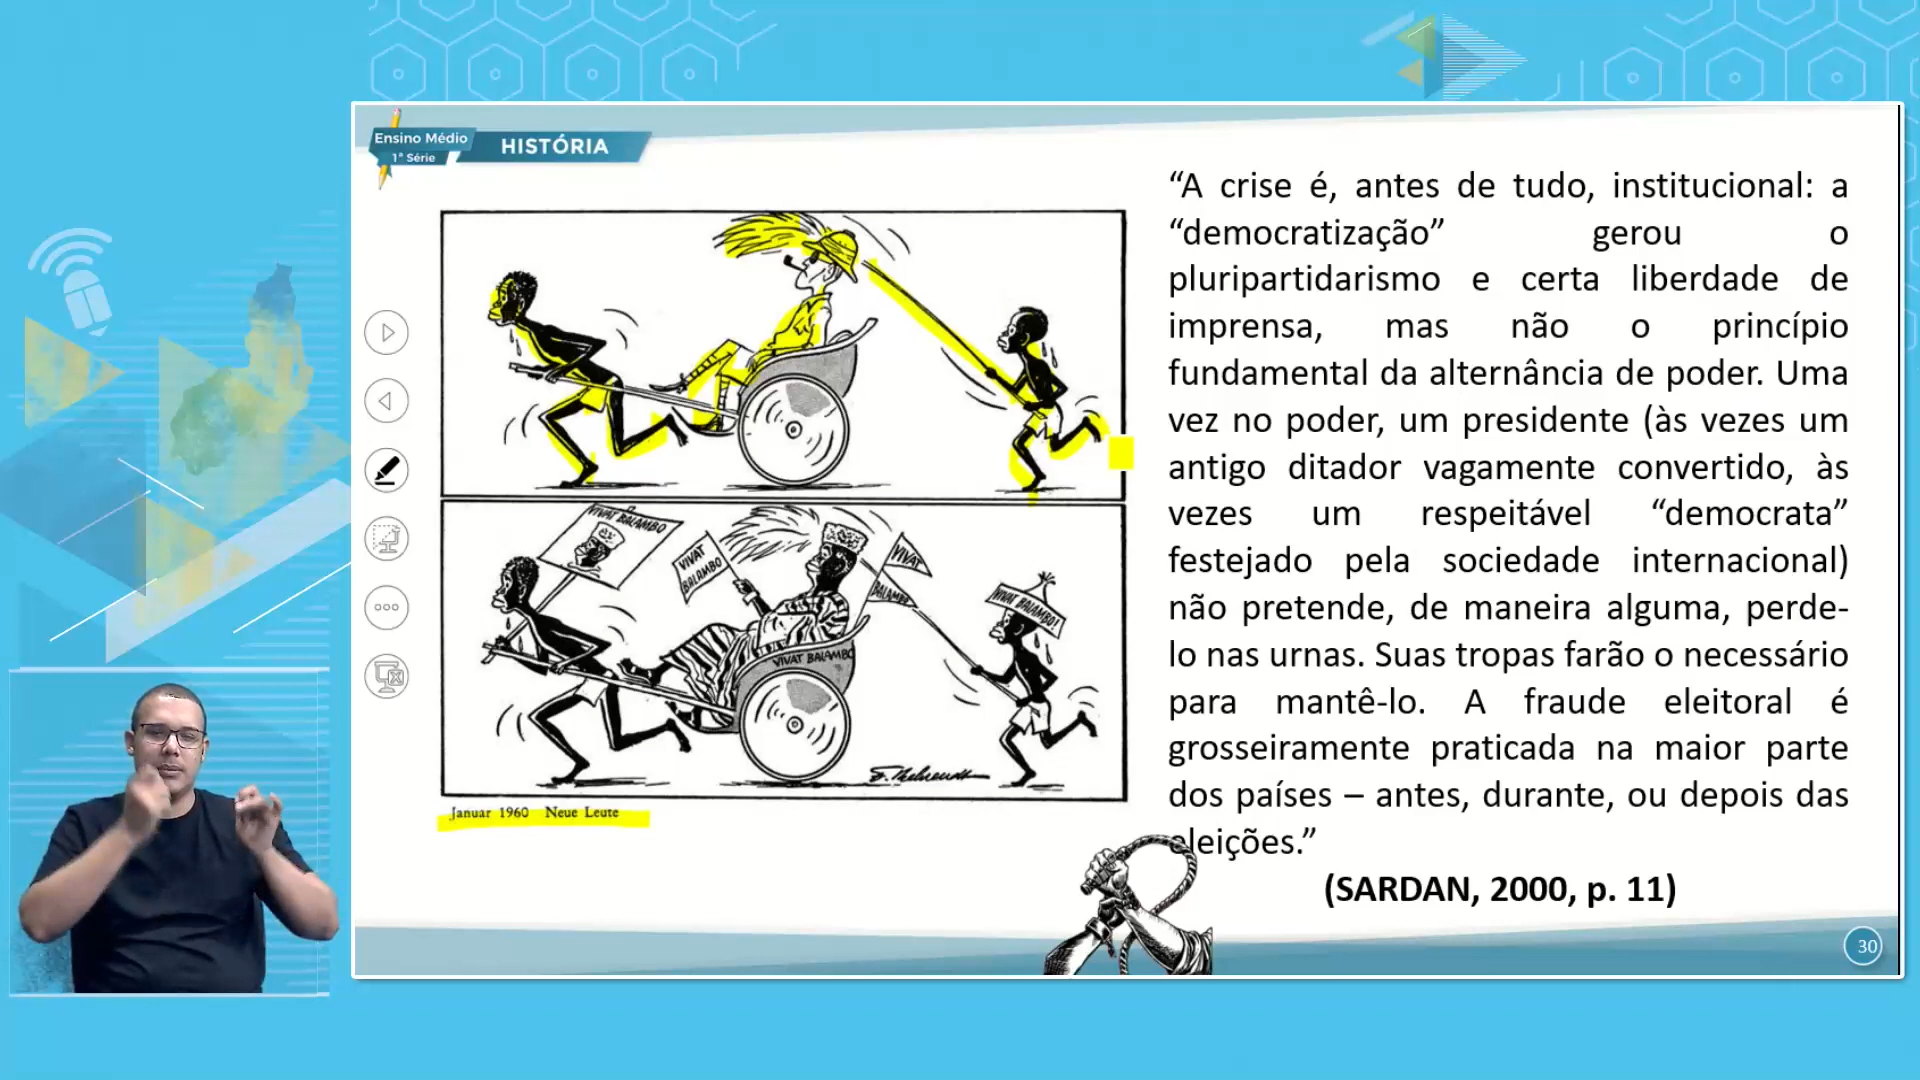 Ensino Médio
1ª Série
HISTÓRIA
“A crise é, antes de tudo, institucional: a
“democratização” gerou o
pluripartidarismo e certa liberdade de
imprensa, mas não o princípio
fundamental da alternância de poder. Uma
vez no poder, um presidente (às vezes um
antigo ditador vagamente convertido, às
vezes um respeitável “democrata”
festejado pela sociedade internacional)
não pretende, de maneira alguma, perde-
lo nas urnas. Suas tropas farão o necessário
para mantê-lo. A fraude eleitoral é
grosseiramente praticada na maior parte
dos países – antes, durante, ou depois das
eleições.”
(SARDAN, 2000, p. 11)
VIVAT BALAMBO
VIVAT
BALAMBO
VIVAT
BALAMBO
VIVAT BALAMBO!
VIVAT BALAMBO
Januar 1960 Neue Leute
30